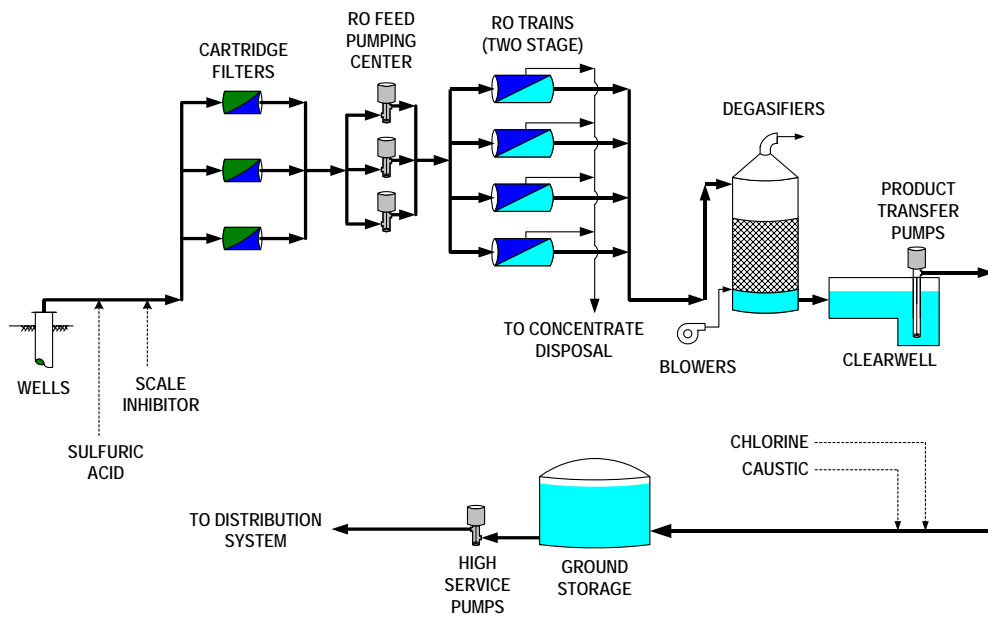 CARTRIDGE
FILTERS
RO FEED
PUMPING
CENTER
RO TRAINS
(TWO STAGE)
DEGASIFIERS
PRODUCT
TRANSFER
PUMPS
TO CONCENTRATE
DISPOSAL
BLOWERS
CLEARWELL
WELLS
SCALE
INHIBITOR
SULFURIC
ACID
CHLORINE
CAUSTIC
TO DISTRIBUTION
SYSTEM
HIGH
SERVICE
PUMPS
GROUND
STORAGE